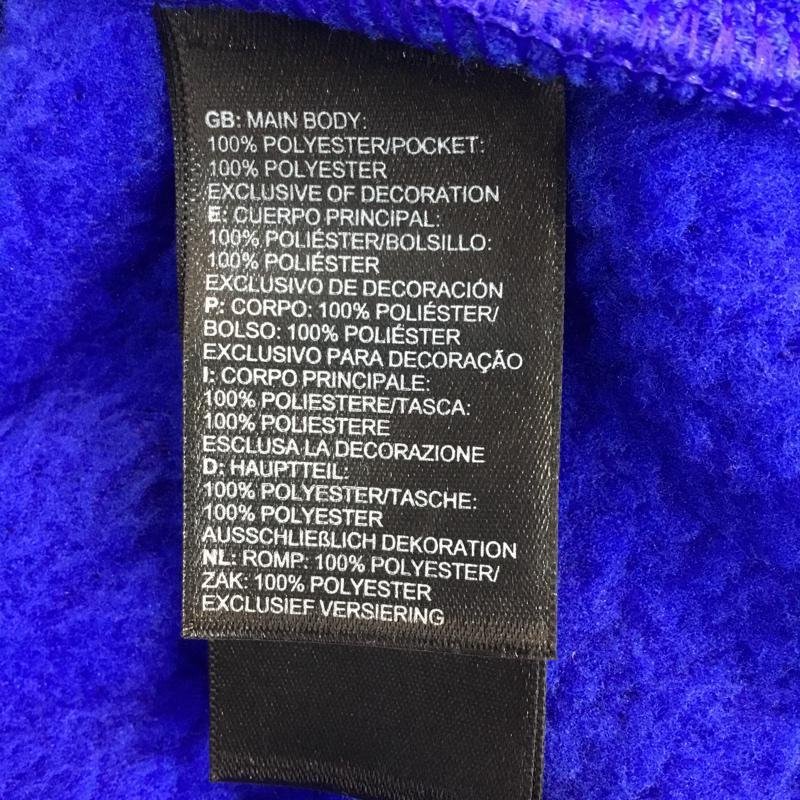 GB: MAIN BODY:
100% POLYESTER/POCKET:
100% POLYESTER
EXCLUSIVE OF DECORATION
E: CUERPO PRINCIPAL:
100% POLIÉSTER/BOLSILLO:
100% POLIÉSTER
EXCLUSIVO DE DECORACIÓN
P: CORPO: 100% POLIÉSTER/
BOLSO: 100% POLIÉSTER
EXCLUSIVO PARA DECORAÇÃO
I: CORPO PRINCIPALE:
100% POLIESTERE/TASCA:
100% POLIESTERE
ESCLUSA LA DECORAZIONE
D: HAUPTTEIL:
100% POLYESTER/TASCHE:
100% POLYESTER
AUSSCHLIEßLICH DEKORATION
NL: ROMP: 100% POLYESTER/
ZAK: 100% POLYESTER
EXCLUSIEF VERSIERING